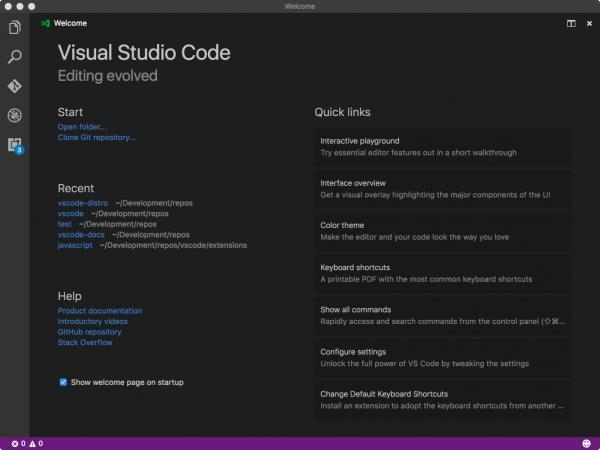 Welcome
Welcome
Visual Studio Code
Editing evolved
Start
Open folder...
Clone Git repository...
Recent
vscode-distro ~/Development/repos
vscode ~/Development/repos
test ~/Development/repos
vscode-docs ~/Development/repos
javascript ~/Development/repos/vscode/extensions
Help
Product documentation
Introductory videos
GitHub repository
Stack Overflow
Show welcome page on startup
Quick links
Interactive playground
Try essential editor features out in a short walkthrough
Interface overview
Get a visual overlay highlighting the major components of the UI
Color theme
Make the editor and your code look the way you love
Keyboard shortcuts
A printable PDF with the most common keyboard shortcuts
Show all commands
Rapidly access and search commands from the control panel (⇧⌘...
Configure settings
Unlock the full power of VS Code by tweaking the settings
Change Default Keyboard Shortcuts
Install an extension to adopt the keyboard shortcuts from another ...
3
0 0